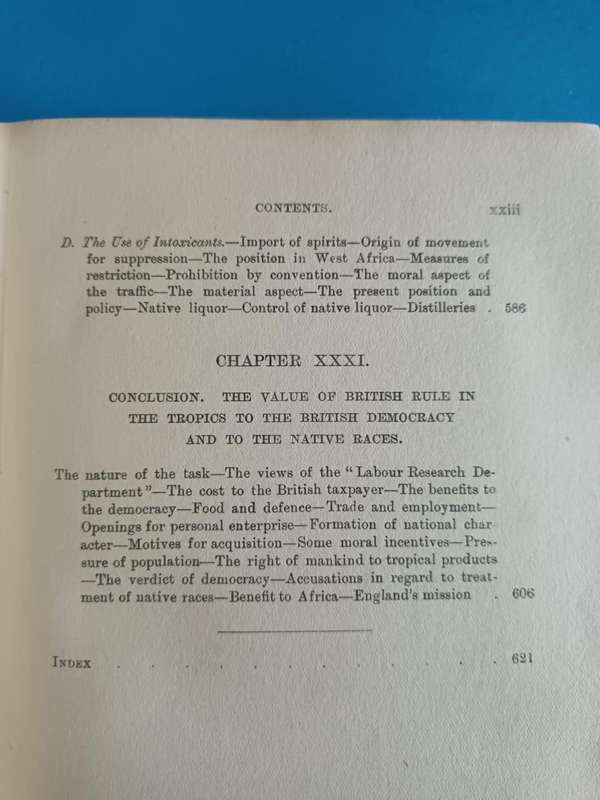 CONTENTS. xxiii
D. The Use of Intoxicants.—Import of spirits—Origin of movement
for suppression—The position in West Africa—Measures of
restriction—Prohibition by convention—The moral aspect of
the traffic—The material aspect—The present position and
policy—Native liquor—Control of native liquor—Distilleries . 586
CHAPTER XXXI.
CONCLUSION. THE VALUE OF BRITISH RULE IN
THE TROPICS TO THE BRITISH DEMOCRACY
AND TO THE NATIVE RACES.
The nature of the task—The views of the "Labour Research De-
partment"—The cost to the British taxpayer—The benefits to
the democracy—Food and defence—Trade and employment—
Openings for personal enterprise—Formation of national char-
acter—Motives for acquisition—Some moral incentives—Pres-
sure of population—The right of mankind to tropical products
—The verdict of democracy—Accusations in regard to treat-
ment of native races—Benefit to Africa—England's mission . 606
INDEX . . . . . . . . . . . . 621